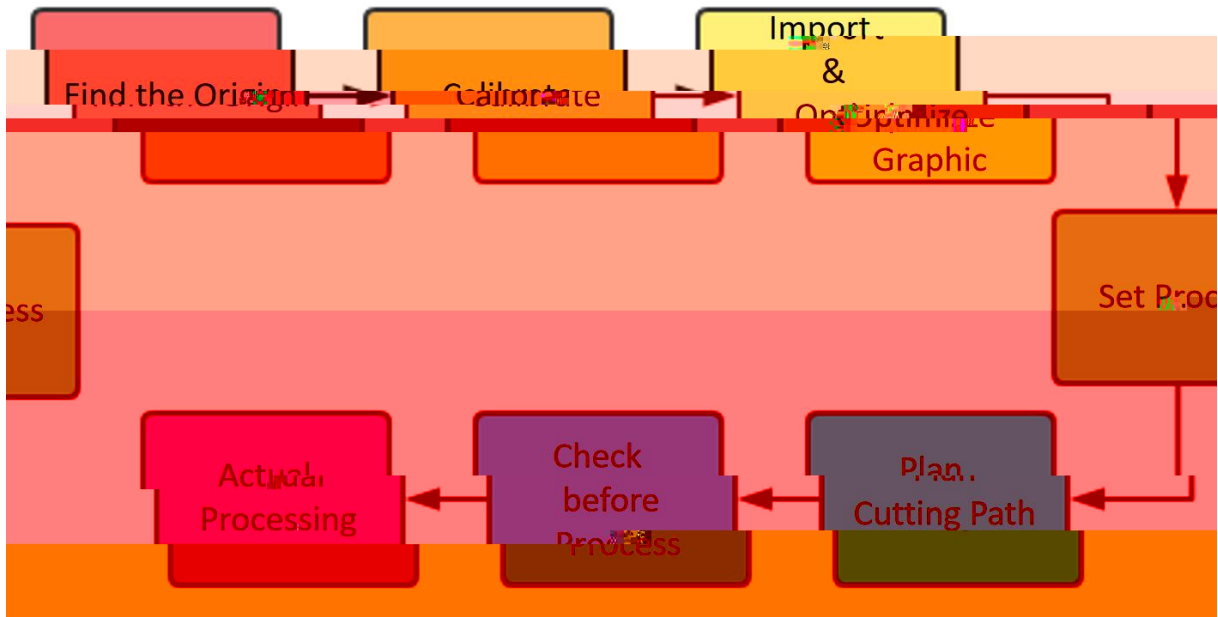 Find the Origin
Calibrate
Import
&
Optimize
Graphic
Set Proc
ess
Actual
Processing
Check
before
Process
Plan
Cutting Path